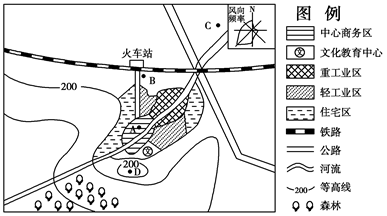 风向
频率
N
C
火车站
B
200
A
文
200
D
图 例
中心商务区
文 文化教育中心
重工业区
轻工业区
住宅区
铁路
公路
河流
200 等高线
森林